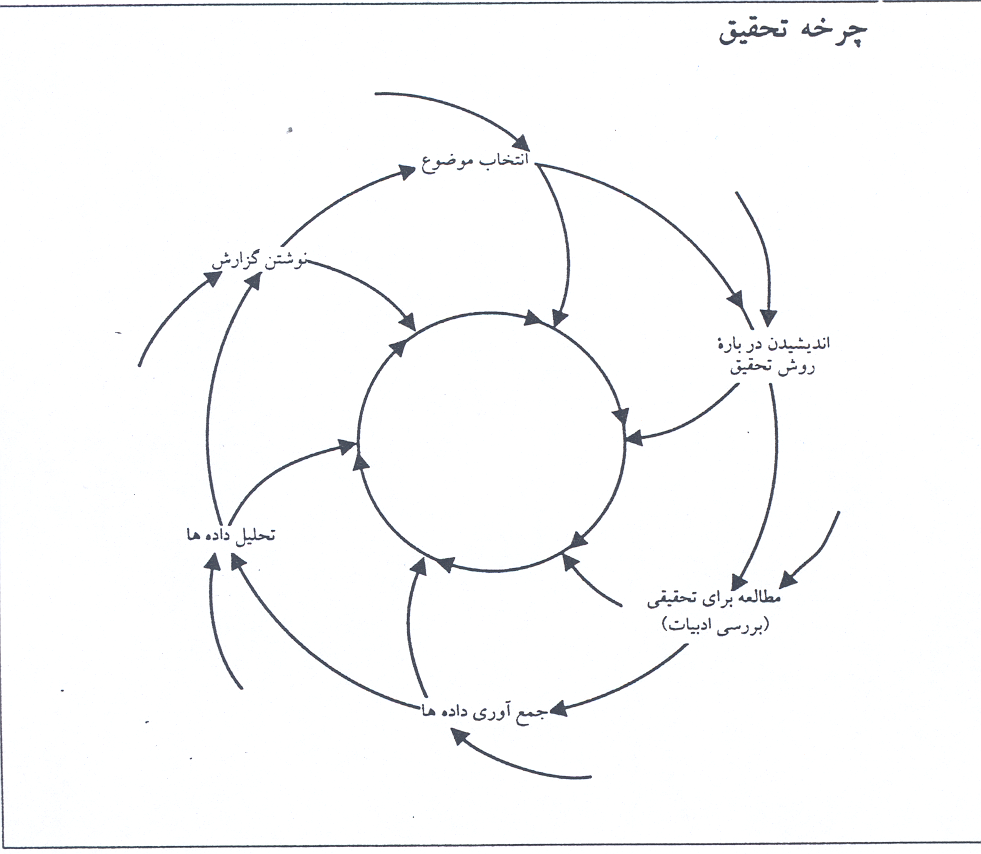 چرخه تحقیق
انتخاب موضوع
اندیشیدن در بارۀ
روش تحقیق
مطالعه برای تحقیقی
(بررسی ادبیات)
جمع آوری داده ها
تحلیل داده ها
نوشتن گزارش